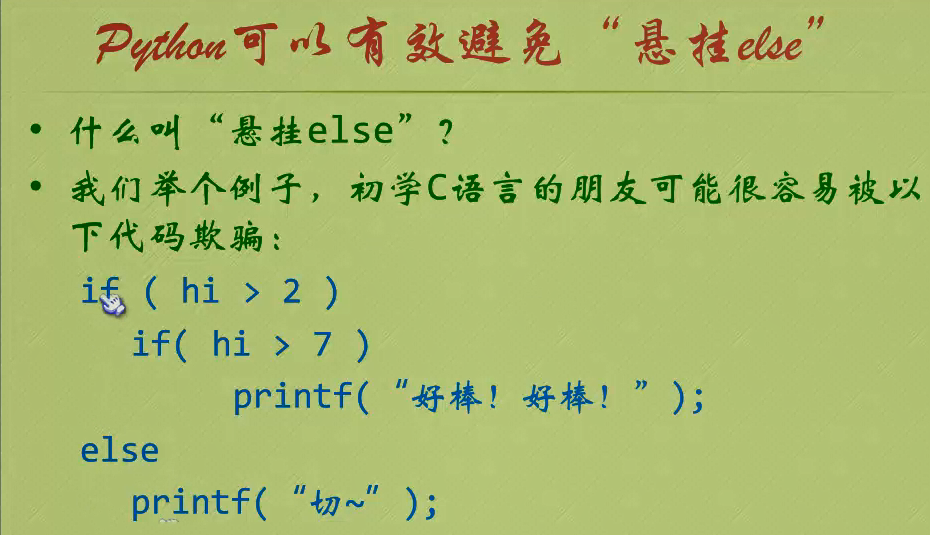 Python可以有效避免“悬挂else”
• 什么叫“悬挂else”？
• 我们举个例子，初学C语言的朋友可能很容易被以
下代码欺骗：
if ( hi > 2 )
if( hi > 7 )
printf( “好棒！好棒！”);
else
printf( “切~”);